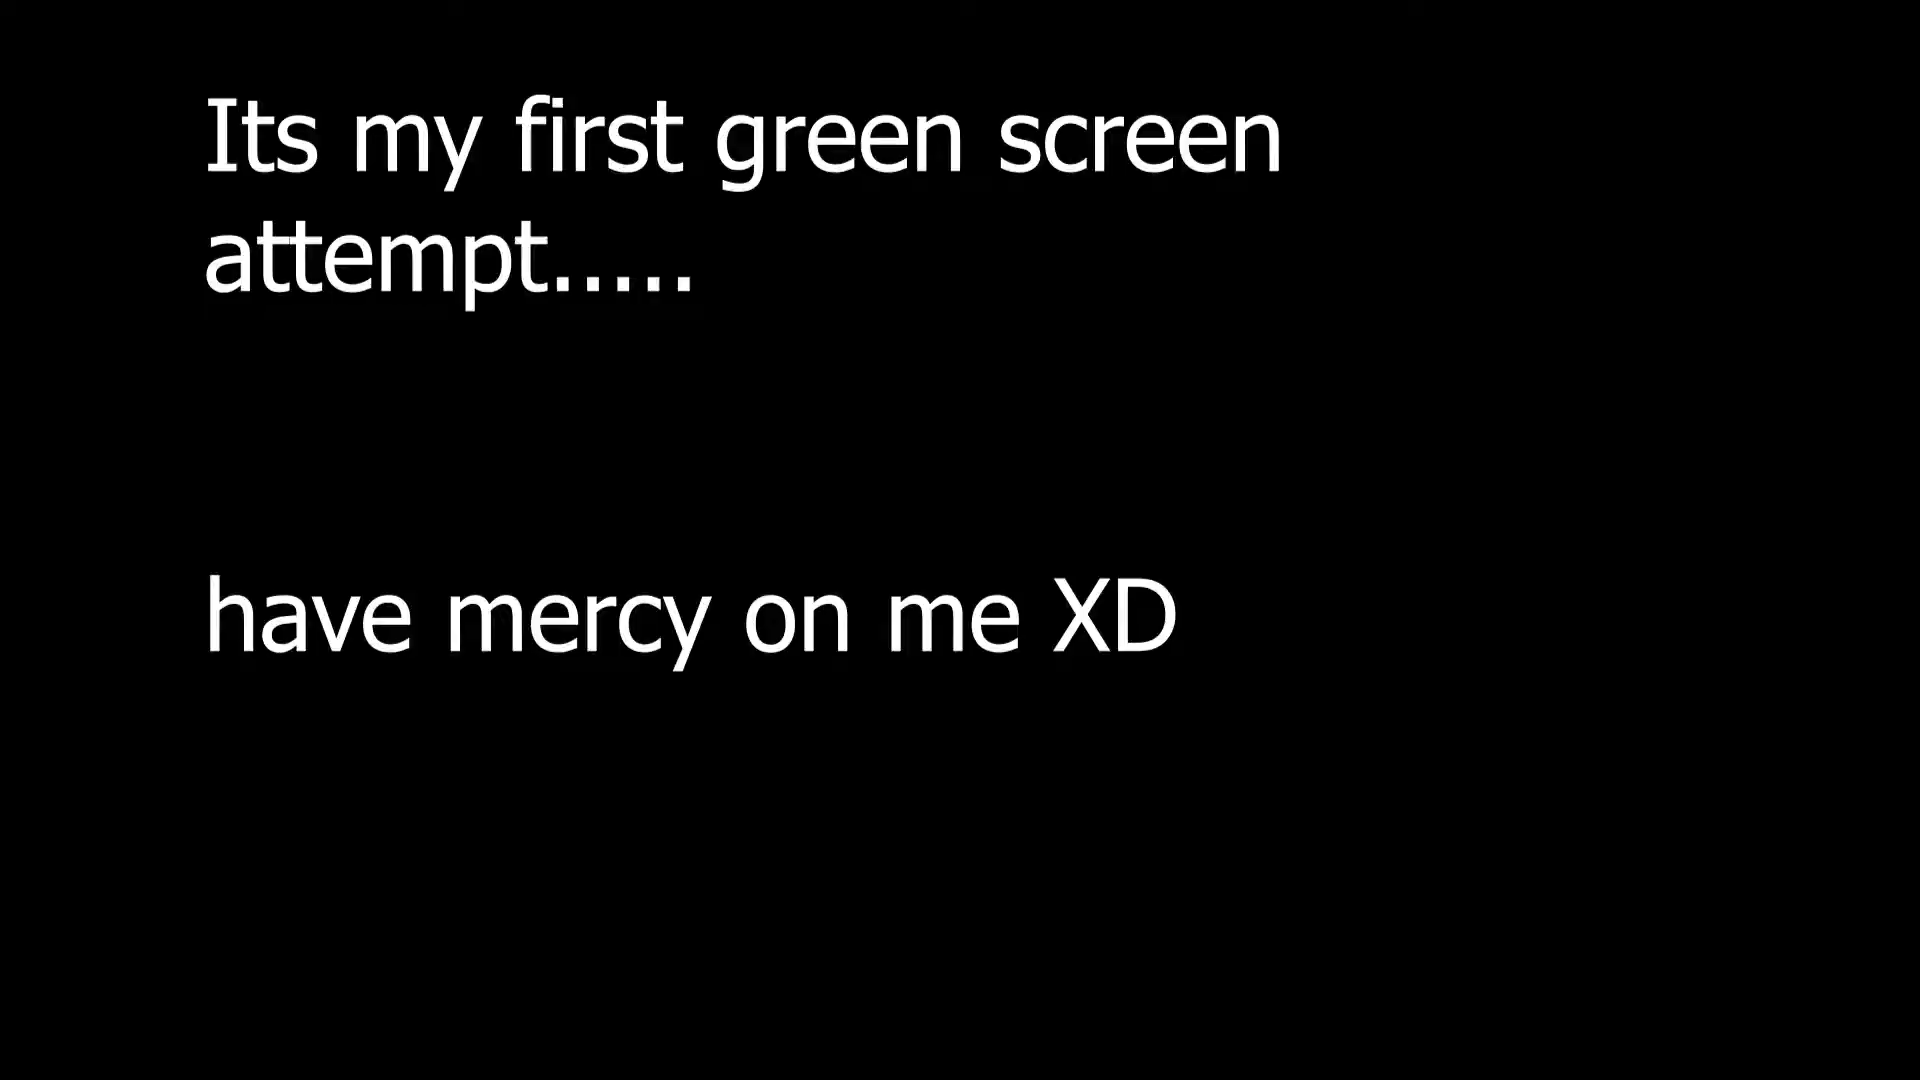 Its my first green screen
attempt.....
have mercy on me XD